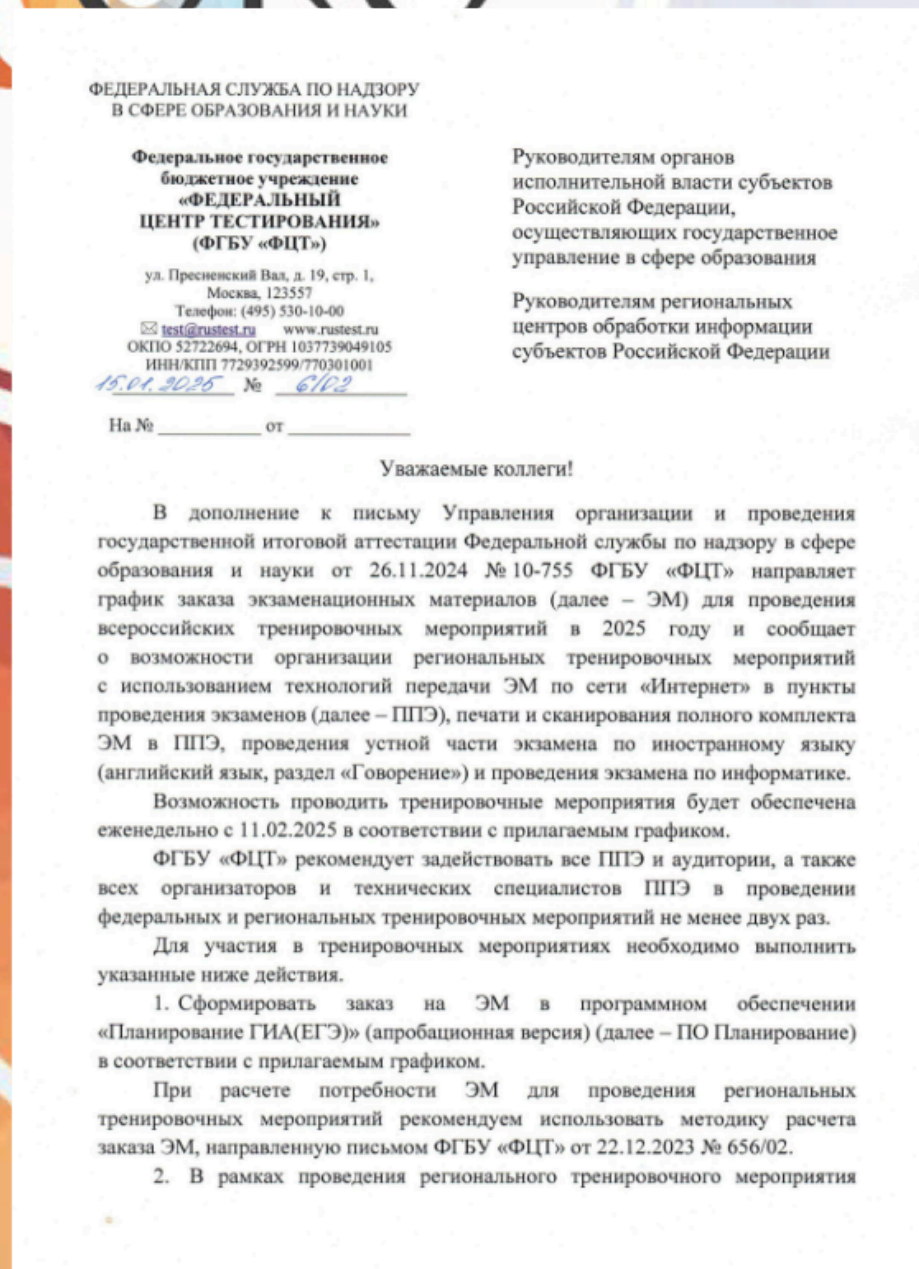 ФЕДЕРАЛЬНАЯ СЛУЖБА ПО НАДЗОРУ
В СФЕРЕ ОБРАЗОВАНИЯ И НАУКИ
Федеральное государственное
бюджетное учреждение
«ФЕДЕРАЛЬНЫЙ
ЦЕНТР ТЕСТИРОВАНИЯ»
(ФГБУ «ФЦТ»)
ул. Пресненский Вал, д. 19, стр. 1,
Москва, 123557
Телефон: (495) 530-10-00
✉ test@rustest.ru www.rustest.ru
ОКПО 52722694, ОГРН 1037739049105
ИНН/КПП 7729392599/770301001
15.01.2025 № 6/02
На № ____________ от ____________
Руководителям органов
исполнительной власти субъектов
Российской Федерации,
осуществляющих государственное
управление в сфере образования
Руководителям региональных
центров обработки информации
субъектов Российской Федерации
Уважаемые коллеги!
В дополнение к письму Управления организации и проведения
государственной итоговой аттестации Федеральной службы по надзору в сфере
образования и науки от 26.11.2024 № 10-755 ФГБУ «ФЦТ» направляет
график заказа экзаменационных материалов (далее – ЭМ) для проведения
всероссийских тренировочных мероприятий в 2025 году и сообщает
о возможности организации региональных тренировочных мероприятий
с использованием технологий передачи ЭМ по сети «Интернет» в пункты
проведения экзаменов (далее – ППЭ), печати и сканирования полного комплекта
ЭМ в ППЭ, проведения устной части экзамена по иностранному языку
(английский язык, раздел «Говорение») и проведения экзамена по информатике.
Возможность проводить тренировочные мероприятия будет обеспечена
еженедельно с 11.02.2025 в соответствии с прилагаемым графиком.
ФГБУ «ФЦТ» рекомендует задействовать все ППЭ и аудитории, а также
всех организаторов и технических специалистов ППЭ в проведении
федеральных и региональных тренировочных мероприятий не менее двух раз.
Для участия в тренировочных мероприятиях необходимо выполнить
указанные ниже действия.
1. Сформировать заказ на ЭМ в программном обеспечении
«Планирование ГИА(ЕГЭ)» (апробационная версия) (далее – ПО Планирование)
в соответствии с прилагаемым графиком.
При расчете потребности ЭМ для проведения региональных
тренировочных мероприятий рекомендуем использовать методику расчета
заказа ЭМ, направленную письмом ФГБУ «ФЦТ» от 22.12.2023 № 656/02.
2. В рамках проведения регионального тренировочного мероприятия